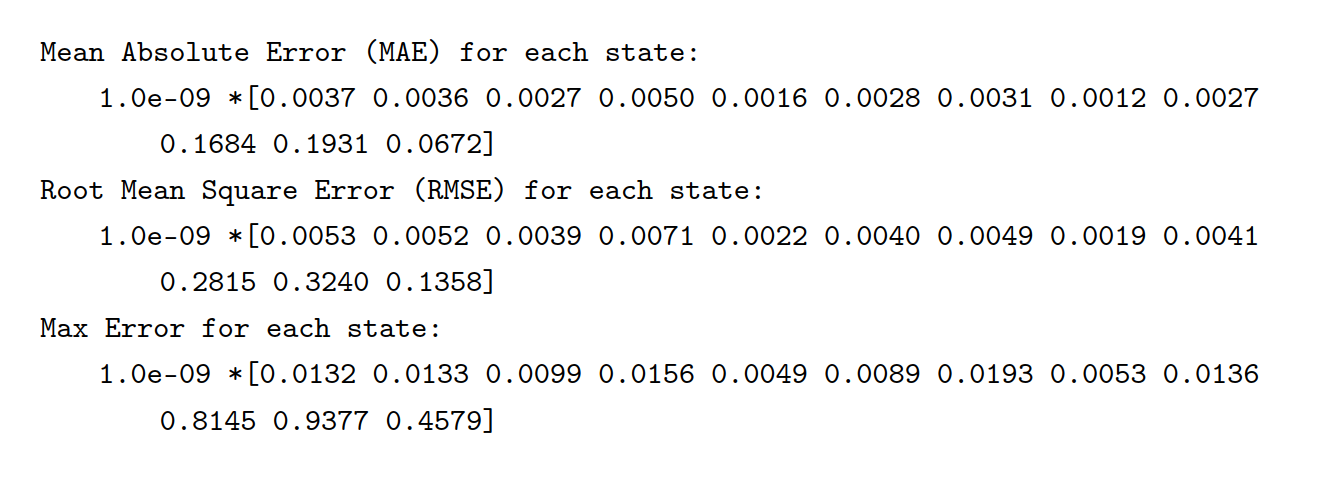 Mean Absolute Error (MAE) for each state:
1.0e-09 *[0.0037 0.0036 0.0027 0.0050 0.0016 0.0028 0.0031 0.0012 0.0027
0.1684 0.1931 0.0672]
Root Mean Square Error (RMSE) for each state:
1.0e-09 *[0.0053 0.0052 0.0039 0.0071 0.0022 0.0040 0.0049 0.0019 0.0041
0.2815 0.3240 0.1358]
Max Error for each state:
1.0e-09 *[0.0132 0.0133 0.0099 0.0156 0.0049 0.0089 0.0193 0.0053 0.0136
0.8145 0.9377 0.4579]